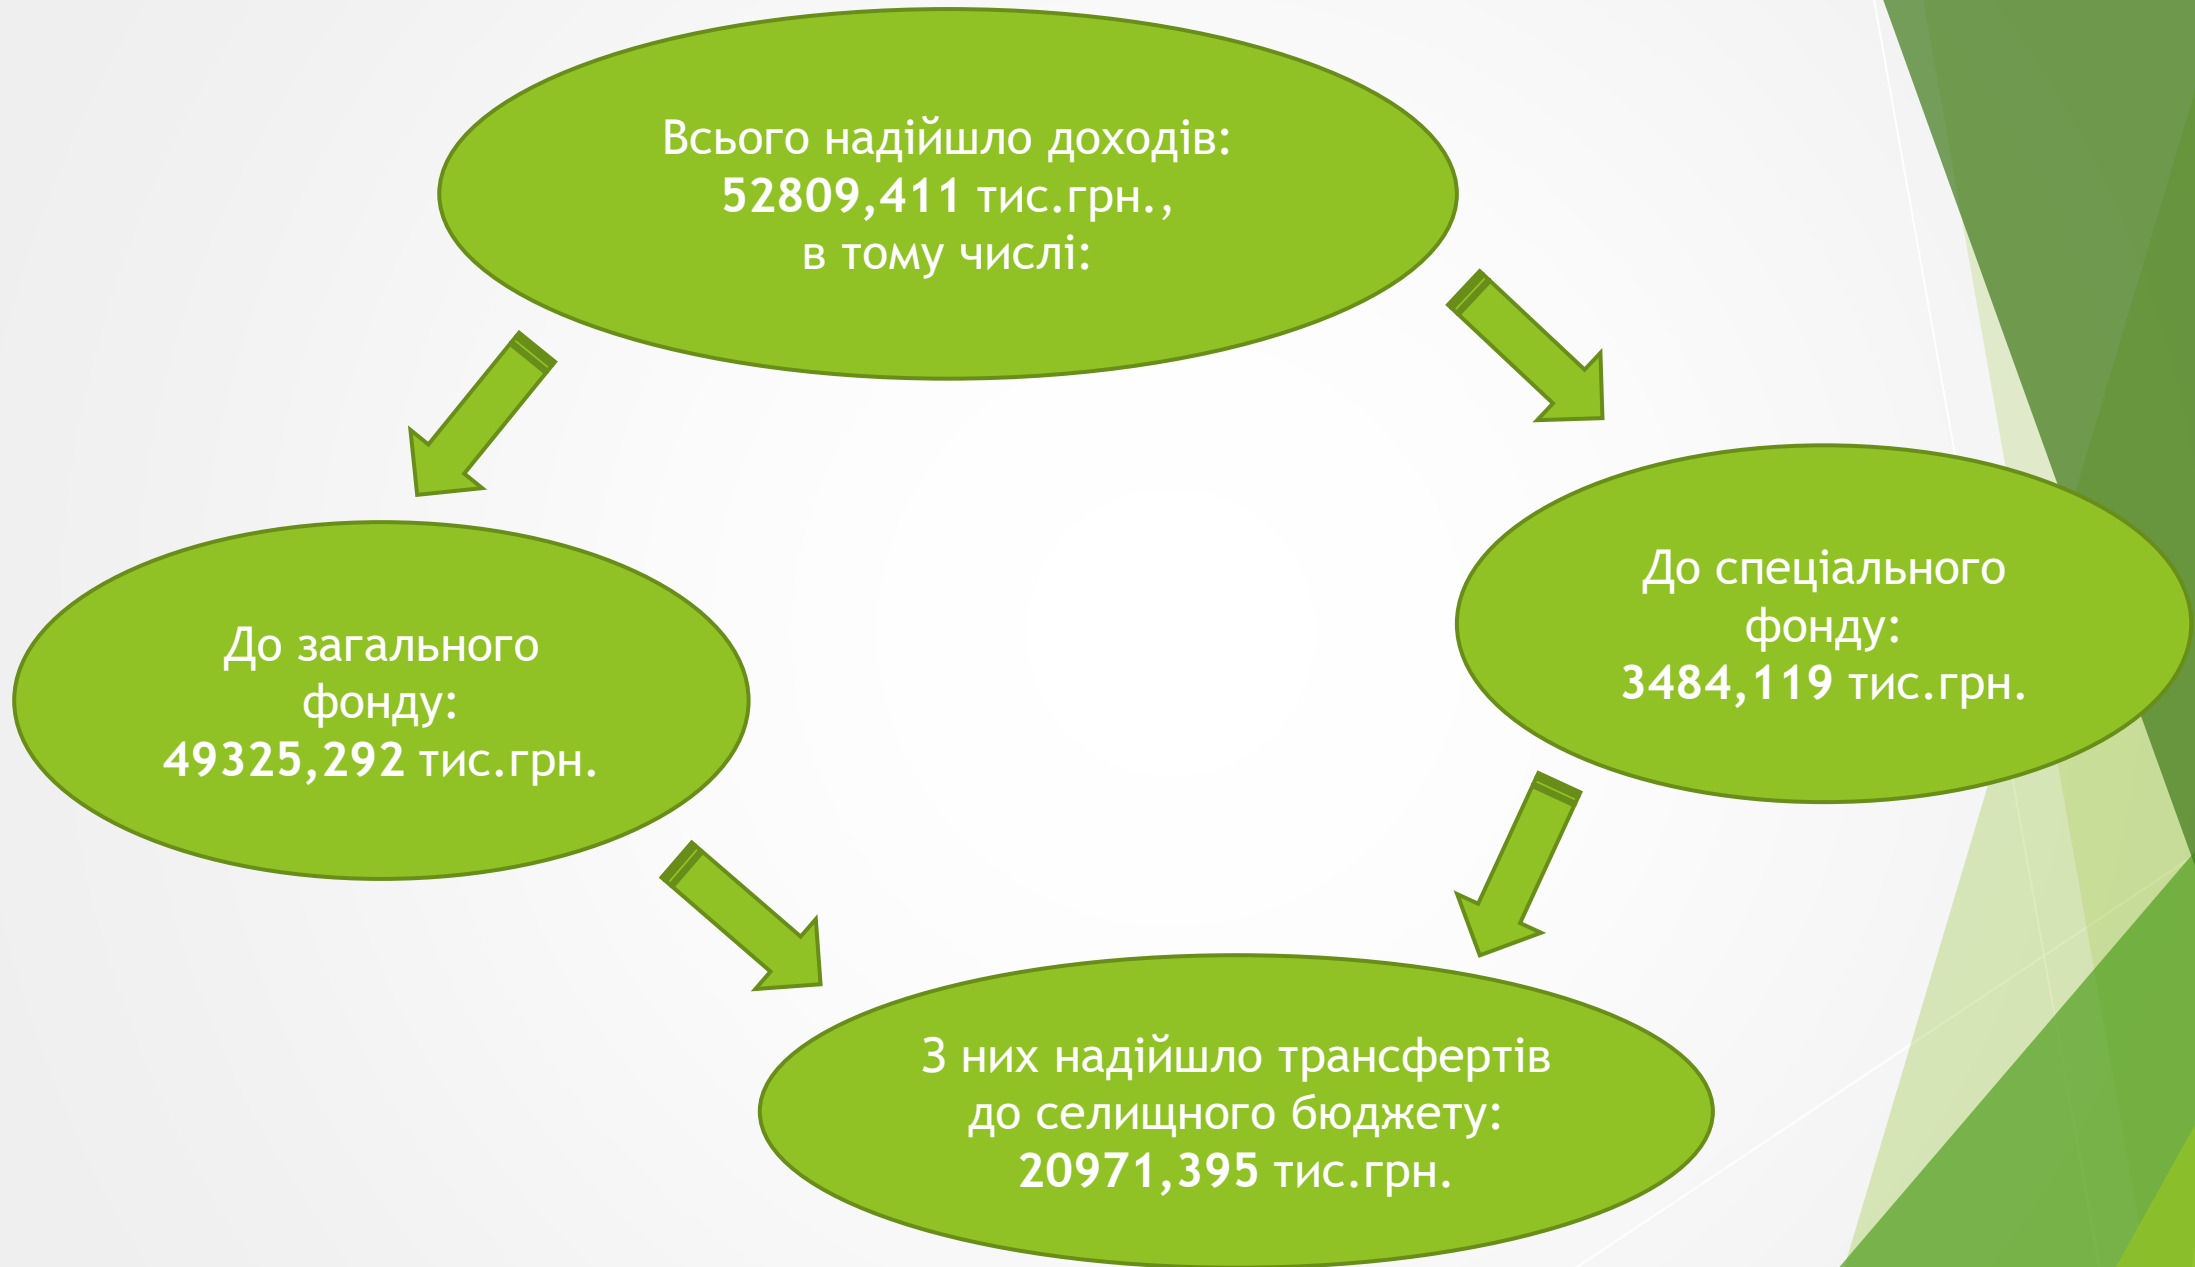 Всього надійшло доходів:
52809,411 тис.грн.,
в тому числі:
До загального
фонду:
49325,292 тис.грн.
До спеціального
фонду:
3484,119 тис.грн.
З них надійшло трансфертів
до селищного бюджету:
20971,395 тис.грн.